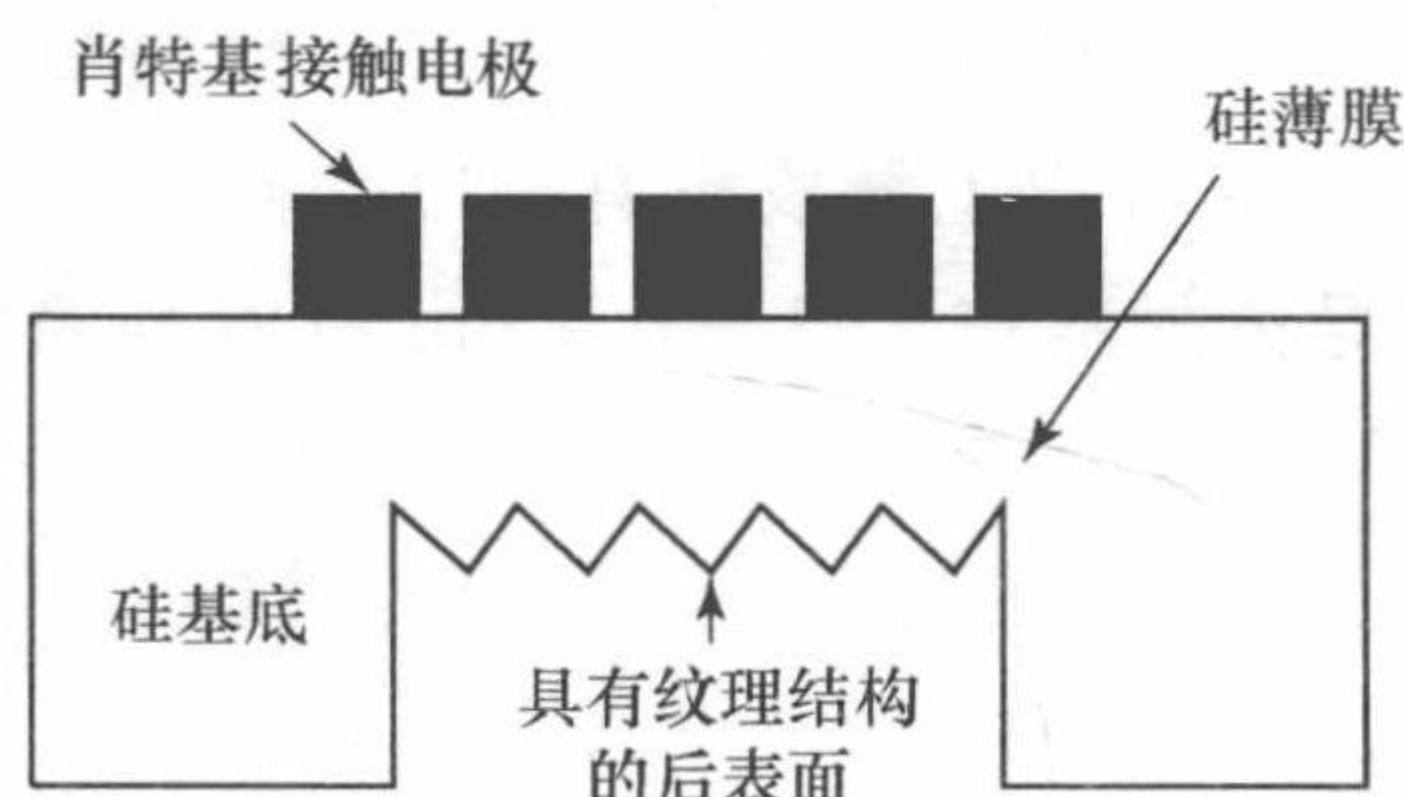 肖特基接触电极
硅薄膜
硅基底
具有纹理结构
的后表面